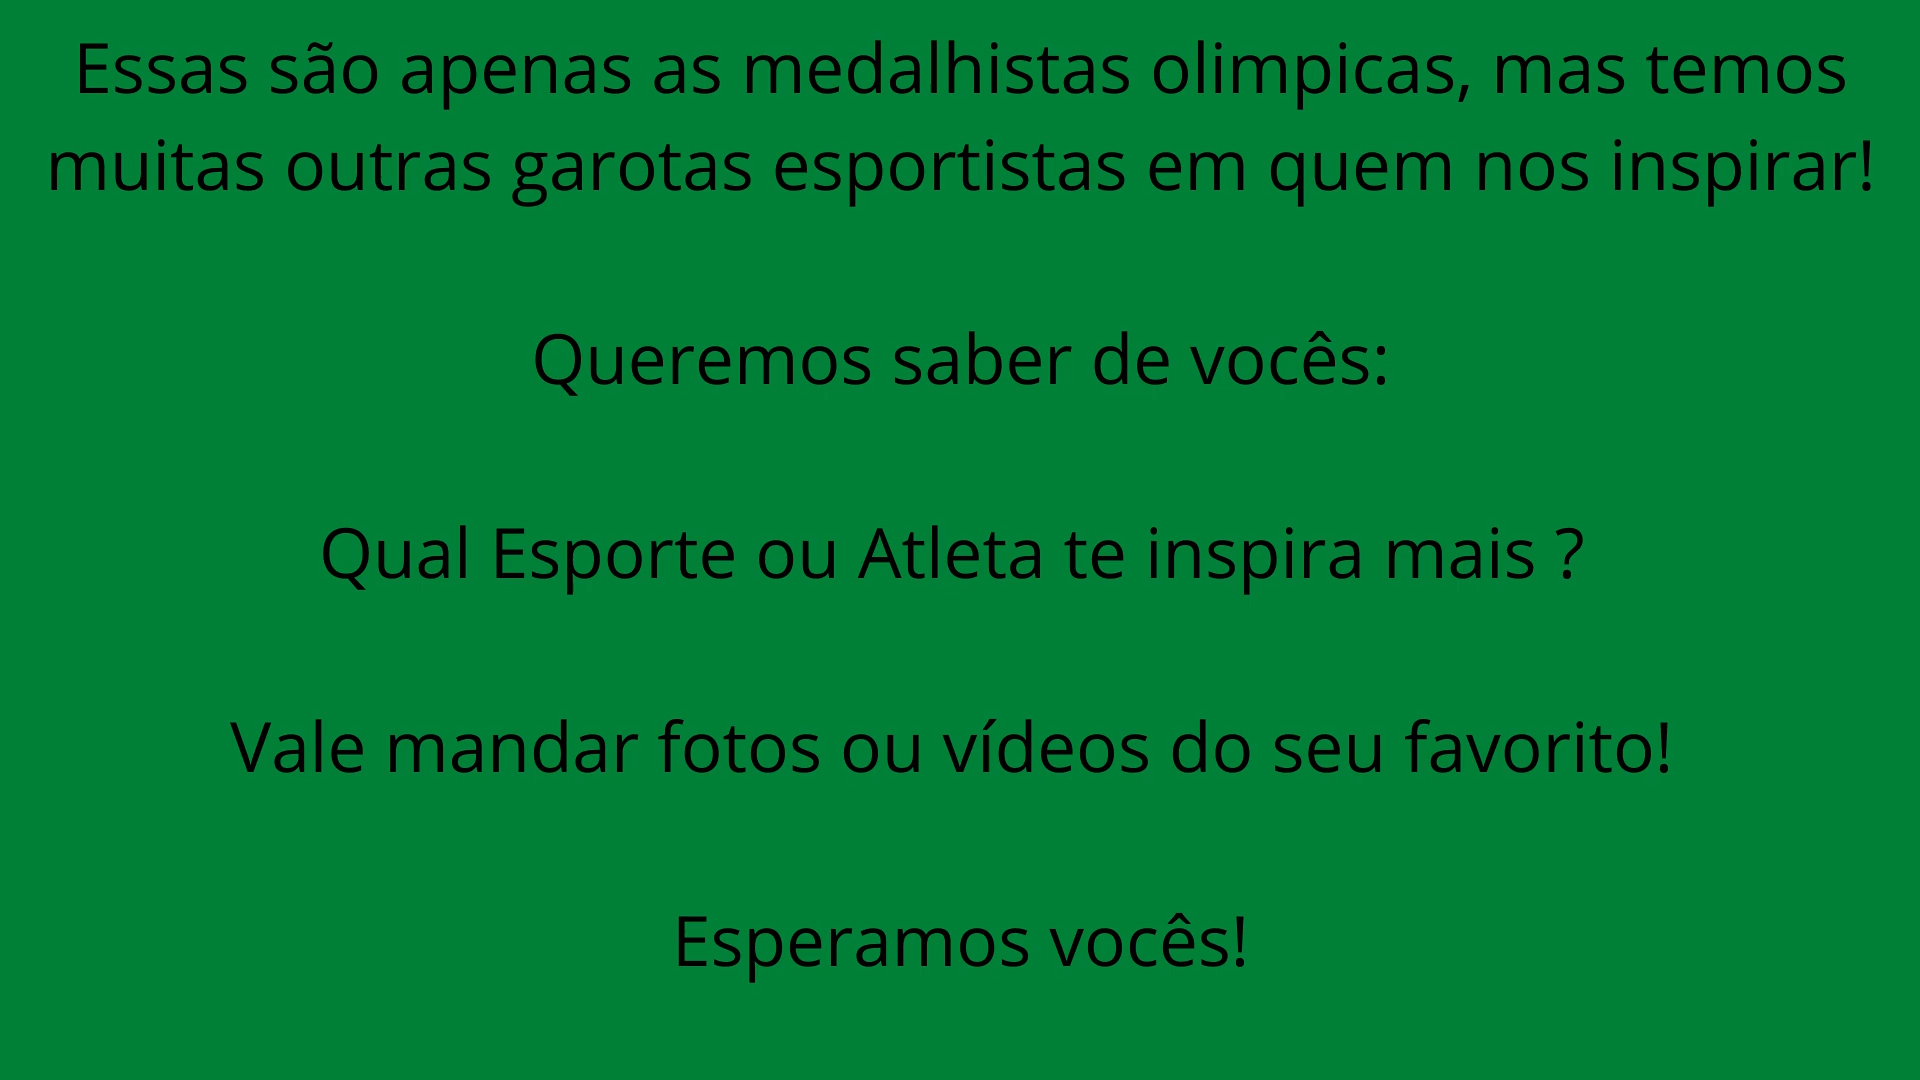 Essas são apenas as medalhistas olimpicas, mas temos
muitas outras garotas esportistas em quem nos inspirar!
Queremos saber de vocês:
Qual Esporte ou Atleta te inspira mais ?
Vale mandar fotos ou vídeos do seu favorito!
Esperamos vocês!